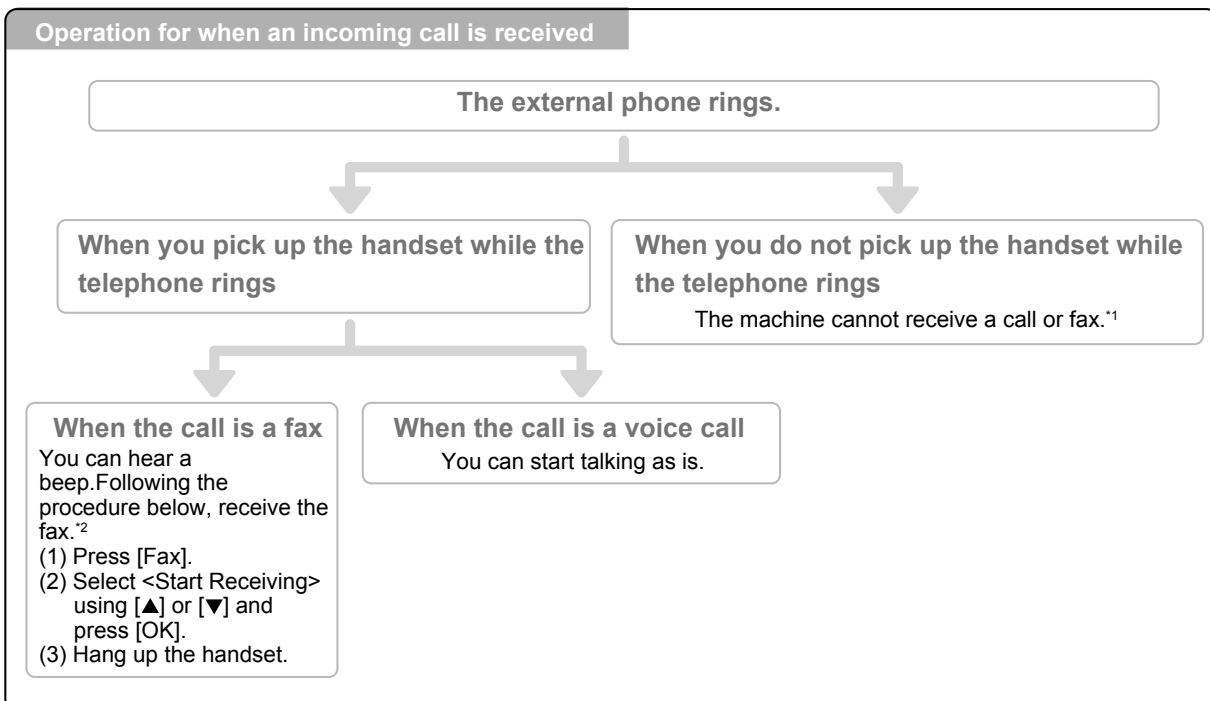 Operation for when an incoming call is received
The external phone rings.
When you pick up the handset while the
telephone rings
When you do not pick up the handset while
the telephone rings
The machine cannot receive a call or fax.*1
When the call is a fax
You can hear a
beep.Following the
procedure below, receive the
fax.*2
(1) Press [Fax].
(2) Select <Start Receiving>
using [▲] or [▼] and
press [OK].
(3) Hang up the handset.
When the call is a voice call
You can start talking as is.